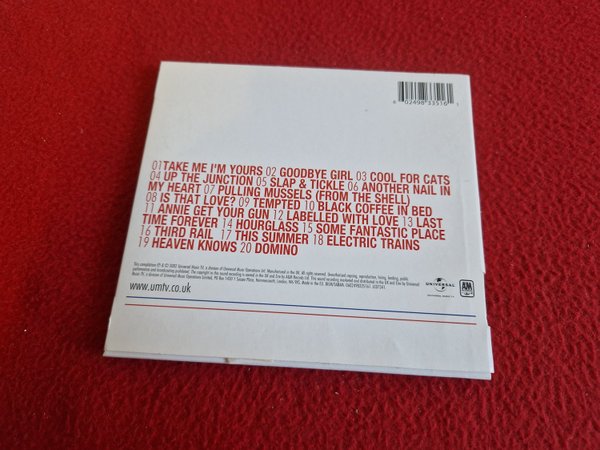 8 02498 33516 1
01 TAKE ME I'M YOURS 02 GOODBYE GIRL 03 COOL FOR CATS
04 UP THE JUNCTION 05 SLAP & TICKLE 06 ANOTHER NAIL IN
MY HEART 07 PULLING MUSSELS (FROM THE SHELL)
08 IS THAT LOVE? 09 TEMPTED 10 BLACK COFFEE IN BED
11 ANNIE GET YOUR GUN 12 LABELLED WITH LOVE 13 LAST
TIME FOREVER 14 HOURGLASS 15 SOME FANTASTIC PLACE
16 THIRD RAIL 17 THIS SUMMER 18 ELECTRIC TRAINS
19 HEAVEN KNOWS 20 DOMINO
www.umtv.co.uk
UNIVERSAL
A&M